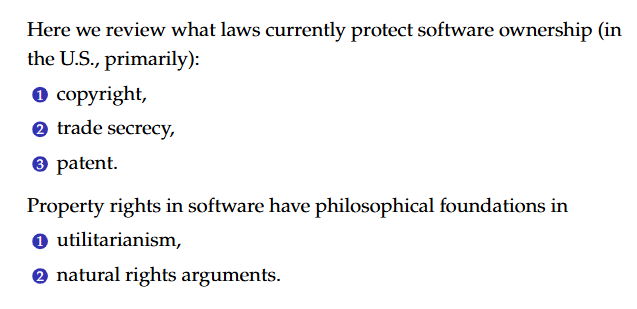 Here we review what laws currently protect software ownership (in
the U.S., primarily):
1 copyright,
2 trade secrecy,
3 patent.
Property rights in software have philosophical foundations in
1 utilitarianism,
2 natural rights arguments.